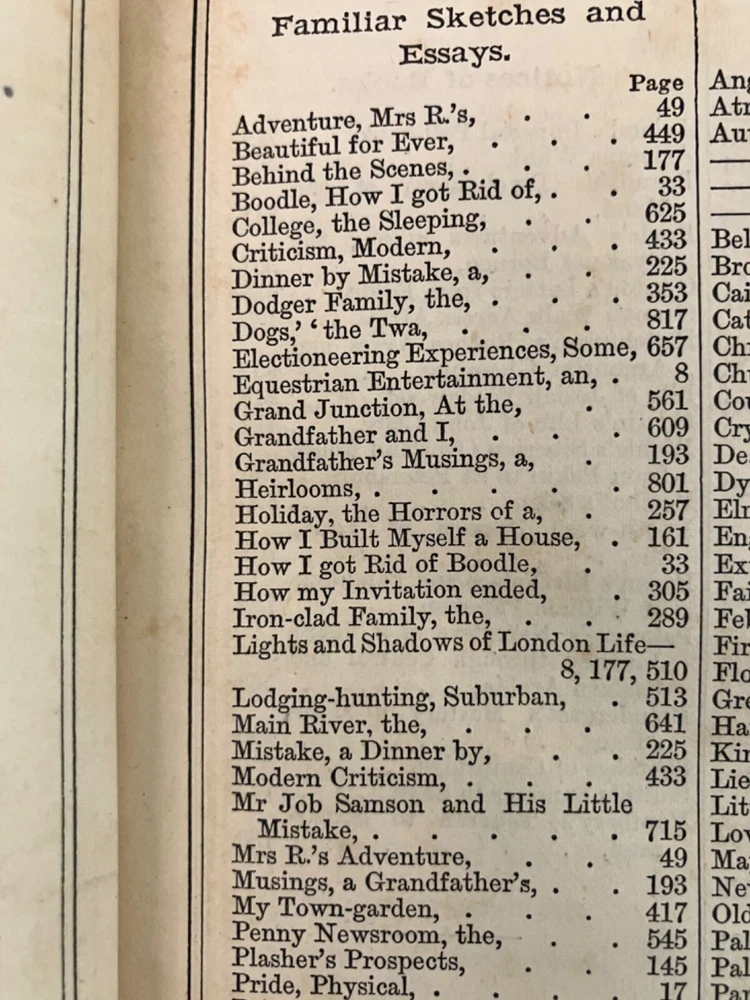 Familiar Sketches and
Essays.
Page
Adventure, Mrs R.'s, . . 49
Beautiful for Ever, . . . 449
Behind the Scenes, . . . 177
Boodle, How I got Rid of, . . 33
College, the Sleeping, . . 625
Criticism, Modern, . . . 433
Dinner by Mistake, a, . . 225
Dodger Family, the, . . . 353
Dogs,' 'the Twa, . . . 817
Electioneering Experiences, Some, 657
Equestrian Entertainment, an, . 8
Grand Junction, At the, . 561
Grandfather and I, . . . 609
Grandfather's Musings, a, . 193
Heirlooms, . . . . . 801
Holiday, the Horrors of a, . 257
How I Built Myself a House, . 161
How I got Rid of Boodle, . 33
How my Invitation ended, . 305
Iron-clad Family, the, . . 289
Lights and Shadows of London Life—
8, 177, 510
Lodging-hunting, Suburban, . 513
Main River, the, . . . 641
Mistake, a Dinner by, . . 225
Modern Criticism, . . . 433
Mr Job Samson and His Little
Mistake, . . . . . 715
Mrs R.'s Adventure, . . 49
Musings, a Grandfather's, . . 193
My Town-garden, . . . 417
Penny Newsroom, the, . . 545
Plasher's Prospects, . . 145
Pride, Physical, . . . 17